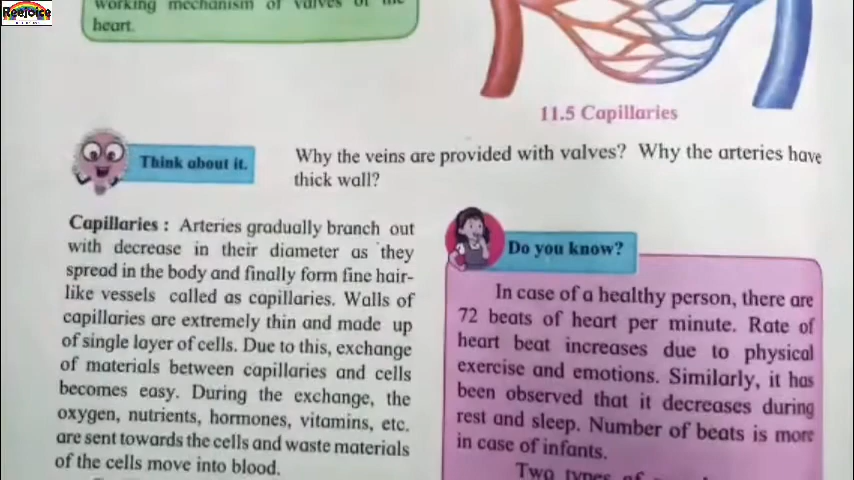 Reejoice
working mechanism of valves of the
heart.
11.5 Capillaries
Think about it.
Why the veins are provided with valves? Why the arteries have
thick wall?
Capillaries : Arteries gradually branch out
with decrease in their diameter as they
spread in the body and finally form fine hair-
like vessels called as capillaries. Walls of
capillaries are extremely thin and made up
of single layer of cells. Due to this, exchange
of materials between capillaries and cells
becomes easy. During the exchange, the
oxygen, nutrients, hormones, vitamins, etc.
are sent towards the cells and waste materials
of the cells move into blood.
Do you know?
In case of a healthy person, there are
72 beats of heart per minute. Rate of
heart beat increases due to physical
exercise and emotions. Similarly, it has
been observed that it decreases during
rest and sleep. Number of beats is more
in case of infants.
Two types of